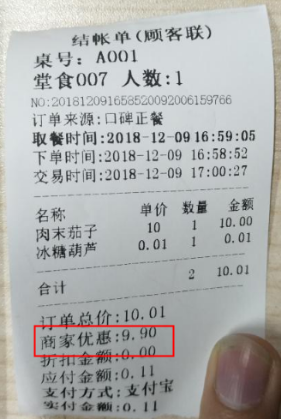 结帐单(顾客联)
桌号: A001
堂食007 人数:1
NO:20181209165852009200615​9766
订单来源:口碑正餐
取餐时间:2018-12-09 16:59:05
下单时间:2018-12-09 16:58:52
交易时间:2018-12-09 17:00:27
名称 单价 数量 金额
肉末茄子 10 1 10.00
冰糖葫芦 0.01 1 0.01
合计 2 10.01
订单总价:10.01
商家优惠:9.90
折扣金额:0.00
应付金额:0.11
支付方式:支付宝
实付金额:0.11